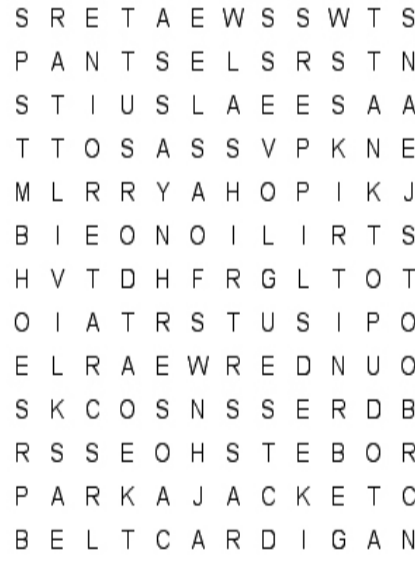 S R E T A E W S S W T S
P A N T S E L S R S T N
S T I U S L A E E S A A
T T O S A S S V P K N E
M L R R Y A H O P I K J
B I E O N O I L I R T S
H V T D H F R G L T O T
O I A T R S T U S I P O
E L R A E W R E D N U O
S K C O S N S S E R D B
R S S E O H S T E B O R
P A R K A J A C K E T C
B E L T C A R D I G A N